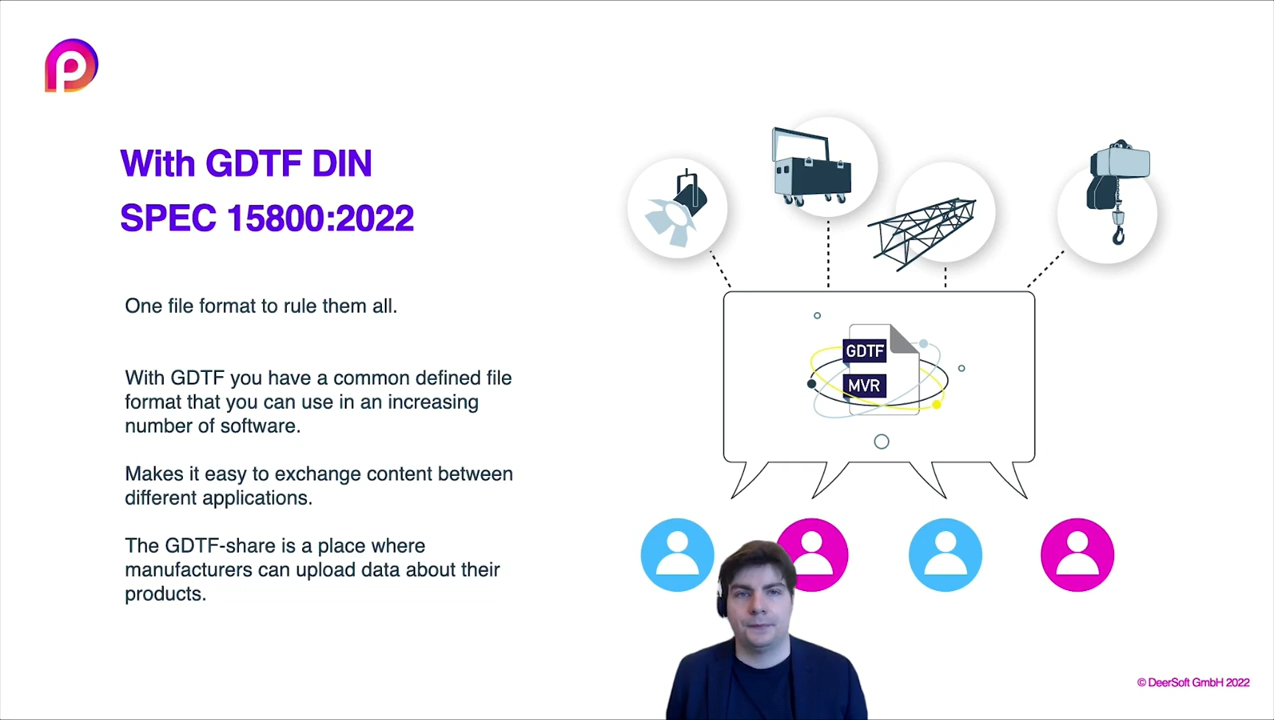 With GDTF DIN
SPEC 15800:2022
One file format to rule them all.
With GDTF you have a common defined file
format that you can use in an increasing
number of software.
Makes it easy to exchange content between
different applications.
The GDTF-share is a place where
manufacturers can upload data about their
products.
GDTF
MVR
© DeerSoft GmbH 2022